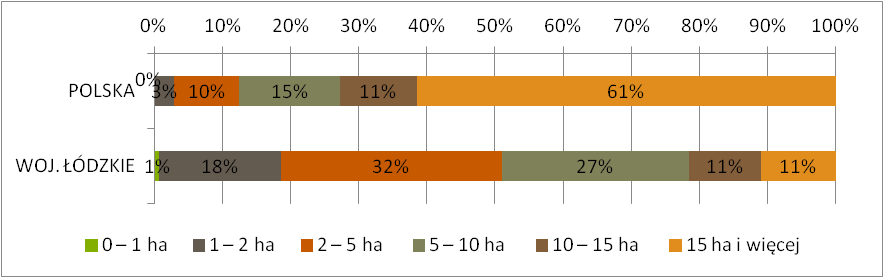 0% 10% 20% 30% 40% 50% 60% 70% 80% 90% 100%
POLSKA 0% 3% 10% 15% 11% 61%
WOJ. ŁÓDZKIE 1% 18% 32% 27% 11% 11%
0 – 1 ha 1 – 2 ha 2 – 5 ha 5 – 10 ha 10 – 15 ha 15 ha i więcej